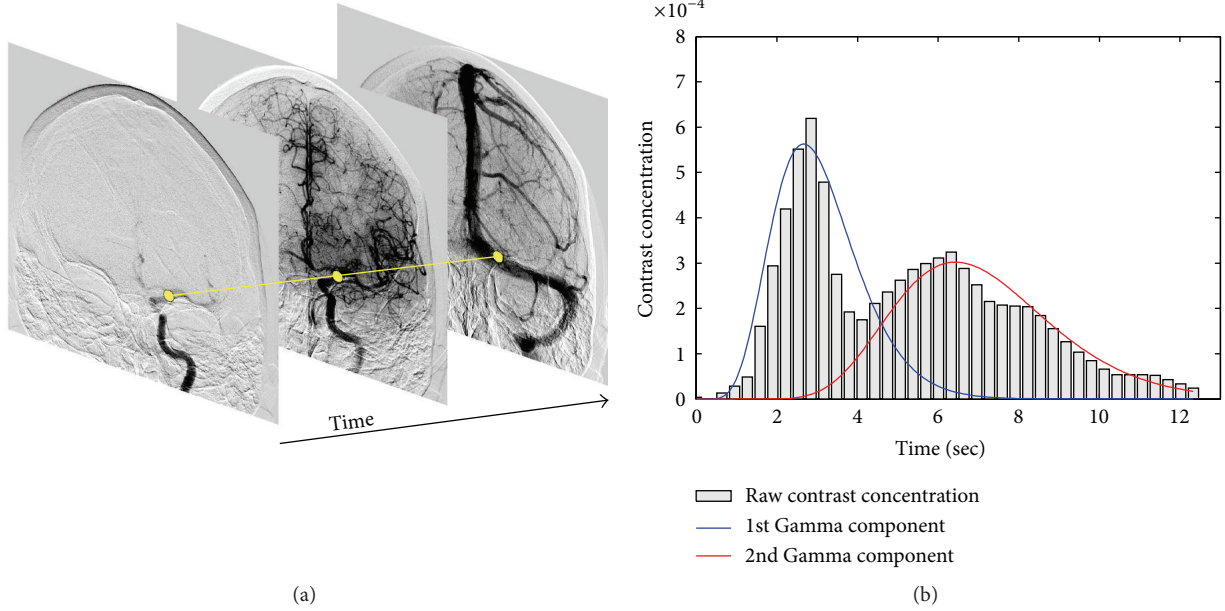 Time
(a)
×10⁻⁴
8
7
6
5
4
3
2
1
0
Contrast concentration
0 2 4 6 8 10 12
Time (sec)
Raw contrast concentration
1st Gamma component
2nd Gamma component
(b)